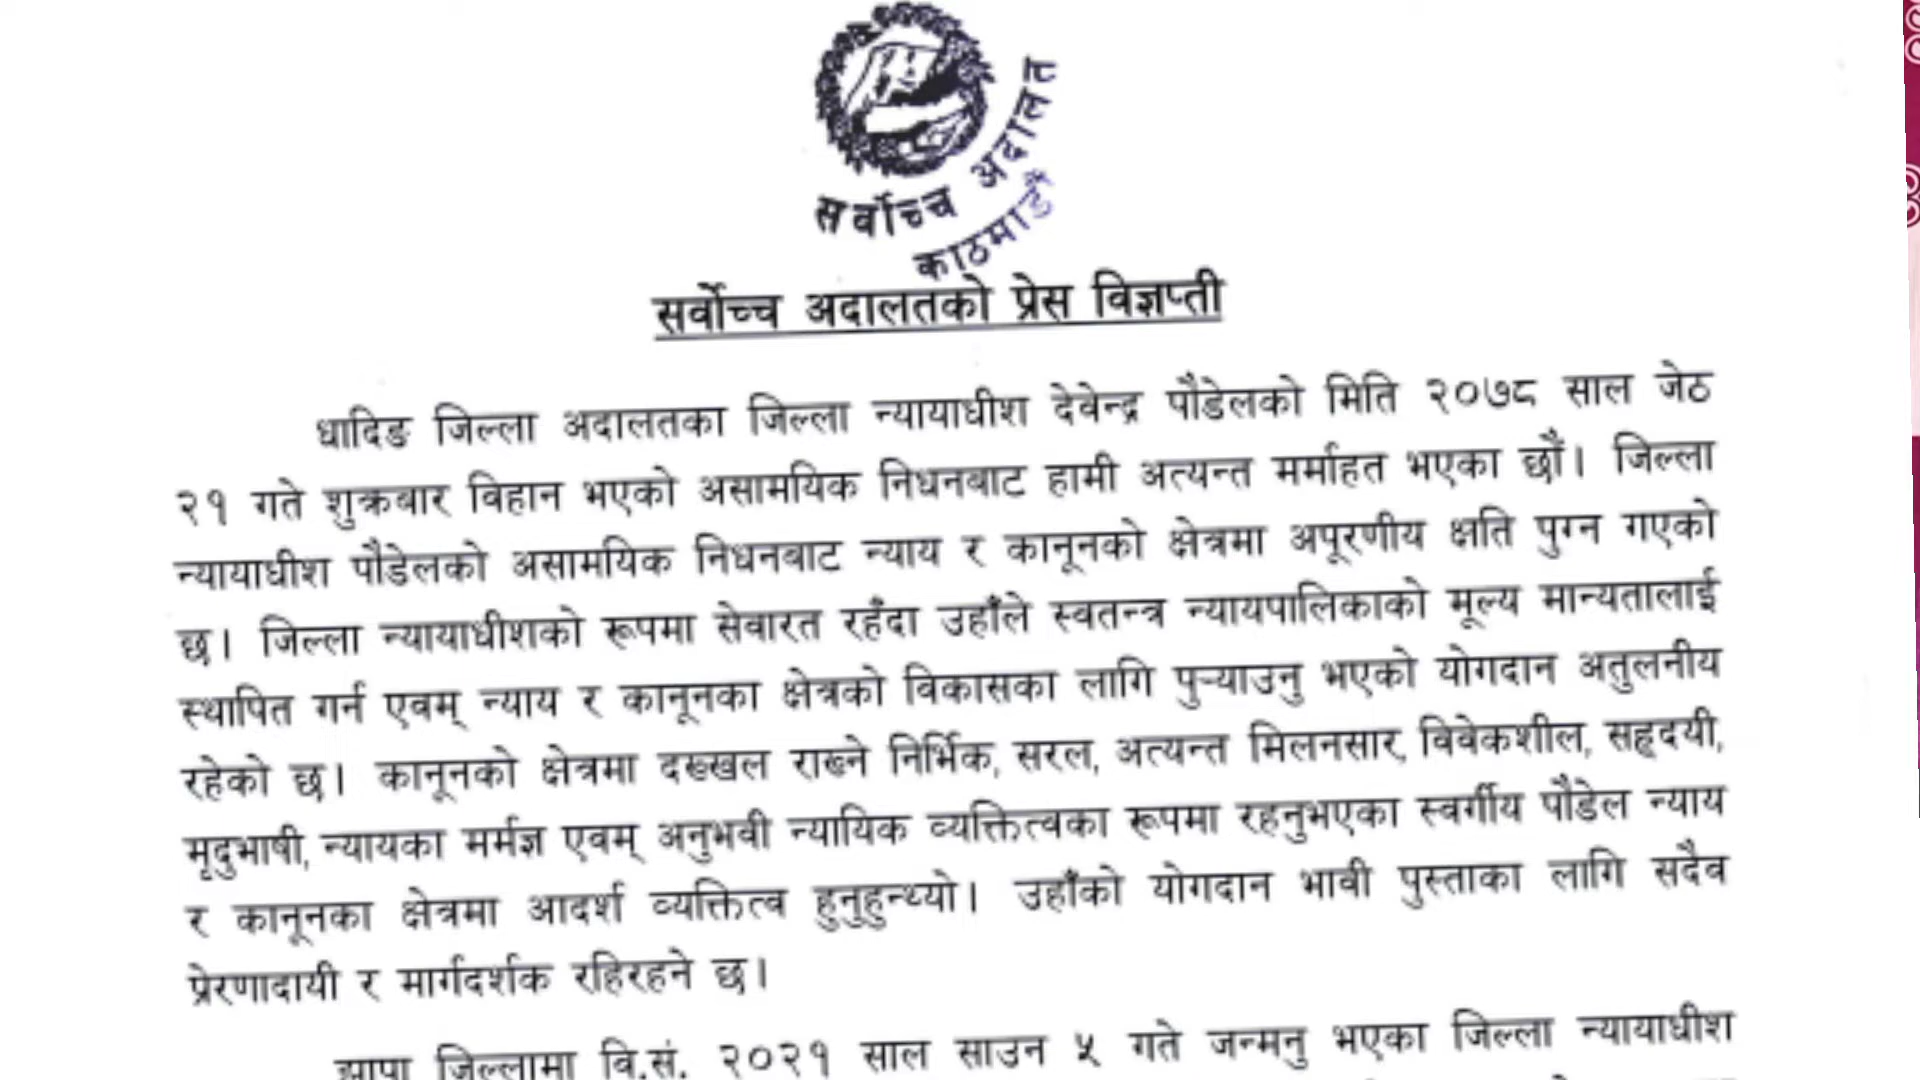 सर्वोच्च अदालत
काठमाडौं
सर्वोच्च अदालतको प्रेस विज्ञप्ती
धादिङ जिल्ला अदालतका जिल्ला न्यायाधीश देवेन्द्र पौडेलको मिति २०७८ साल जेठ
२१ गते शुक्रबार विहान भएको असामयिक निधनबाट हामी अत्यन्त मर्माहत भएका छौं। जिल्ला
न्यायाधीश पौडेलको असामयिक निधनबाट न्याय र कानूनको क्षेत्रमा अपूरणीय क्षति पुग्न गएको
छ। जिल्ला न्यायाधीशको रूपमा सेवारत रहँदा उहाँले स्वतन्त्र न्यायपालिकाको मूल्य मान्यतालाई
स्थापित गर्न एवम् न्याय र कानूनका क्षेत्रको विकासका लागि पुऱ्याउनु भएको योगदान अतुलनीय
रहेको छ। कानूनको क्षेत्रमा दख्खल राख्ने निर्भिक, सरल, अत्यन्त मिलनसार, विवेकशील, सहृदयी,
मृदुभाषी, न्यायका मर्मज्ञ एवम् अनुभवी न्यायिक व्यक्तित्वका रूपमा रहनुभएका स्वर्गीय पौडेल न्याय
र कानूनका क्षेत्रमा आदर्श व्यक्तित्व हुनुहुन्थ्यो। उहाँको योगदान भावी पुस्ताका लागि सदैव
प्रेरणादायी र मार्गदर्शक रहिरहने छ।
झापा जिल्लामा वि.सं. २०२१ साल साउन ५ गते जन्मनु भएका जिल्ला न्यायाधीश